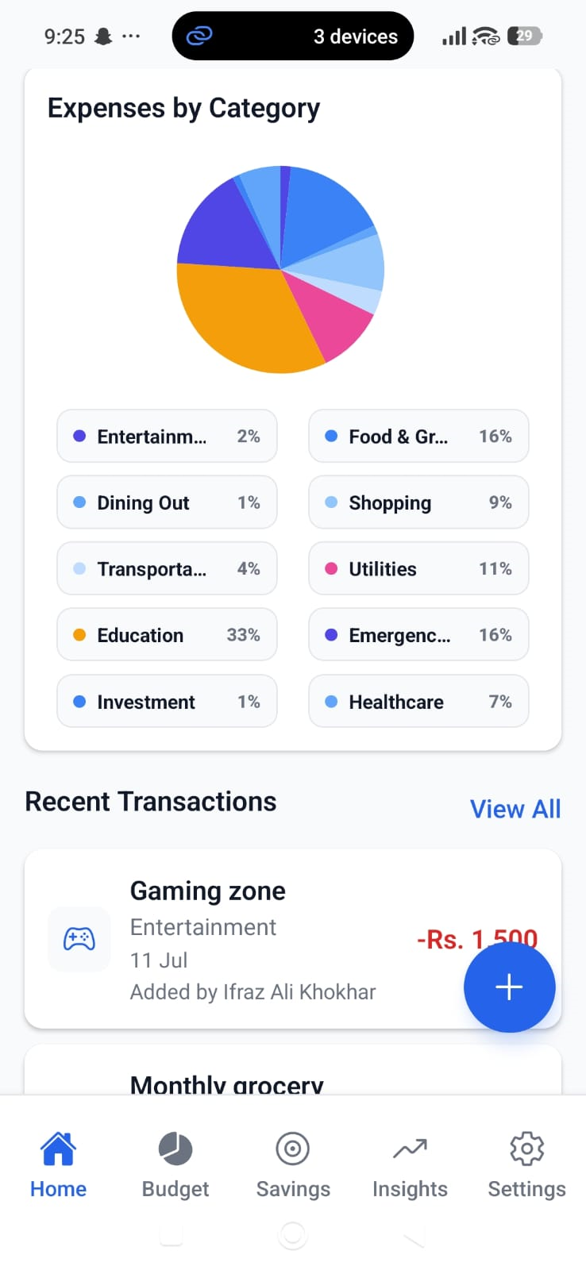 9:25 ... 3 devices 29
Expenses by Category
Entertainm... 2%
Food & Gr... 16%
Dining Out 1%
Shopping 9%
Transporta... 4%
Utilities 11%
Education 33%
Emergenc... 16%
Investment 1%
Healthcare 7%
Recent Transactions
View All
Gaming zone
Entertainment
-Rs. 1,500
11 Jul
Added by Ifraz Ali Khokhar
Monthly grocery
Home Budget Savings Insights Settings